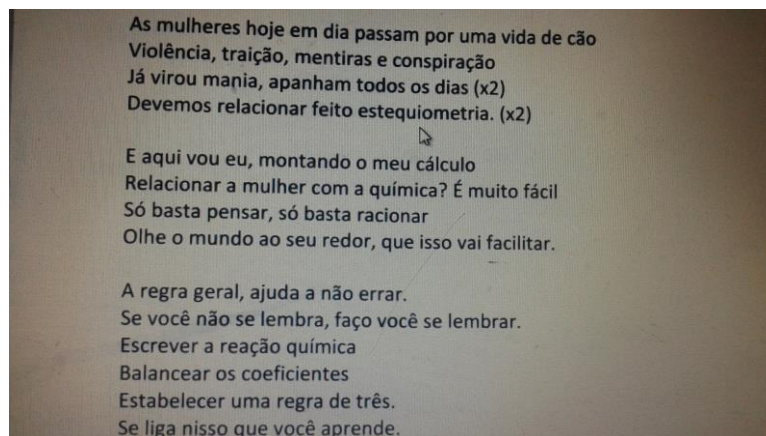 As mulheres hoje em dia passam por uma vida de cão
Violência, traição, mentiras e conspiração
Já virou mania, apanham todos os dias (x2)
Devemos relacionar feito estequiometria. (x2)
E aqui vou eu, montando o meu cálculo
Relacionar a mulher com a química? É muito fácil
Só basta pensar, só basta racionar
Olhe o mundo ao seu redor, que isso vai facilitar.
A regra geral, ajuda a não errar.
Se você não se lembra, faço você se lembrar.
Escrever a reação química
Balancear os coeficientes
Estabelecer uma regra de três.
Se liga nisso que você aprende.